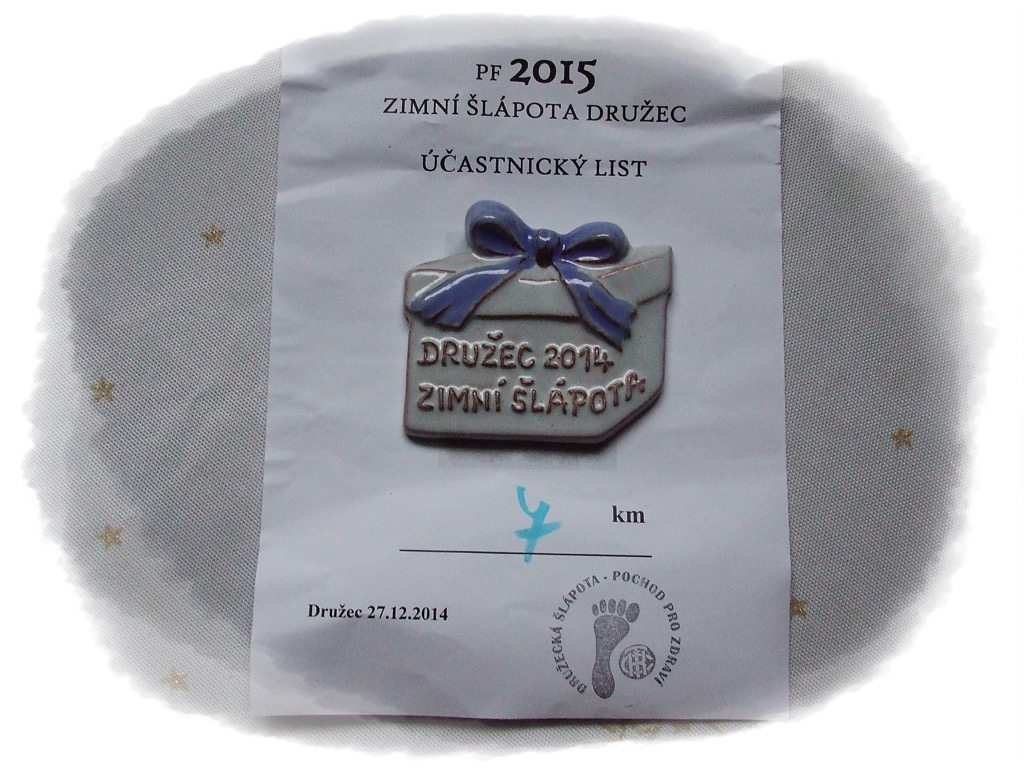 PF 2015
ZIMNÍ ŠLÁPOTA DRUŽEC
ÚČASTNICKÝ LIST
DRUŽEC 2014
ZIMNÍ ŠLÁPOTA
7 km
Družec 27.12.2014
DRUŽECKÁ ŠLÁPOTA - POCHOD PRO ZDRAVÍ